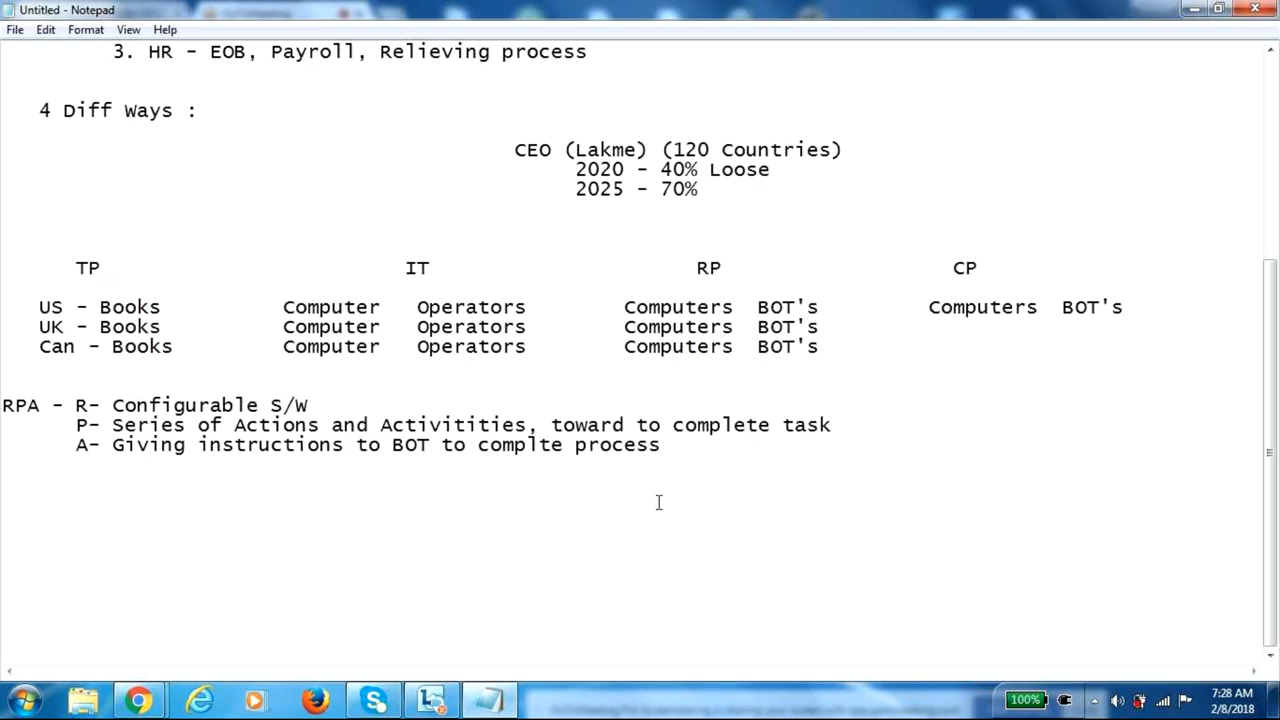 Untitled - Notepad
File Edit Format View Help
3. HR - EOB, Payroll, Relieving process
4 Diff Ways :
CEO (Lakme) (120 Countries)
2020 - 40% Loose
2025 - 70%
TP IT RP CP
US - Books Computer Operators Computers BOT's Computers BOT's
UK - Books Computer Operators Computers BOT's
Can - Books Computer Operators Computers BOT's
RPA - R- Configurable S/W
P- Series of Actions and Activitities, toward to complete task
A- Giving instructions to BOT to complte process
100%
7:28 AM
2/8/2018